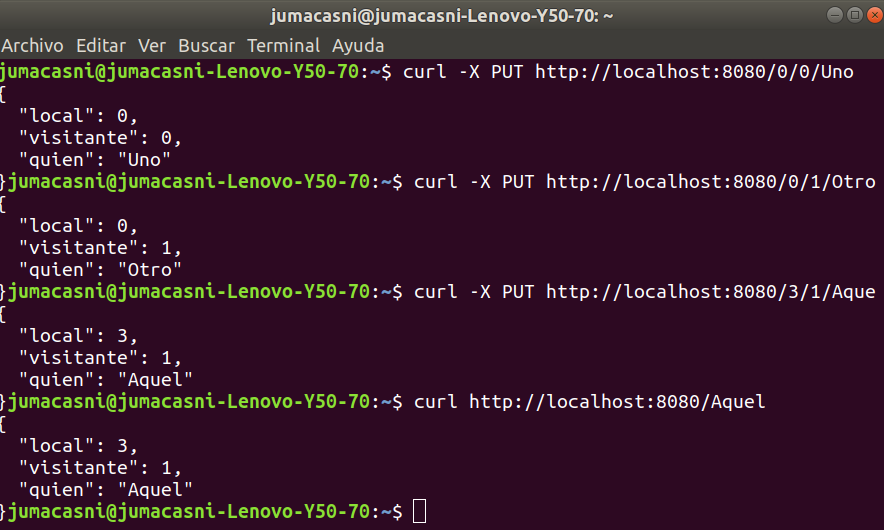 jumacasni@jumacasni-Lenovo-Y50-70: ~
Archivo Editar Ver Buscar Terminal Ayuda
jumacasni@jumacasni-Lenovo-Y50-70:~$ curl -X PUT http://localhost:8080/0/0/Uno
{
  "local": 0,
  "visitante": 0,
  "quien": "Uno"
}jumacasni@jumacasni-Lenovo-Y50-70:~$ curl -X PUT http://localhost:8080/0/1/Otro
{
  "local": 0,
  "visitante": 1,
  "quien": "Otro"
}jumacasni@jumacasni-Lenovo-Y50-70:~$ curl -X PUT http://localhost:8080/3/1/Aque
{
  "local": 3,
  "visitante": 1,
  "quien": "Aquel"
}jumacasni@jumacasni-Lenovo-Y50-70:~$ curl http://localhost:8080/Aquel
{
  "local": 3,
  "visitante": 1,
  "quien": "Aquel"
}jumacasni@jumacasni-Lenovo-Y50-70:~$